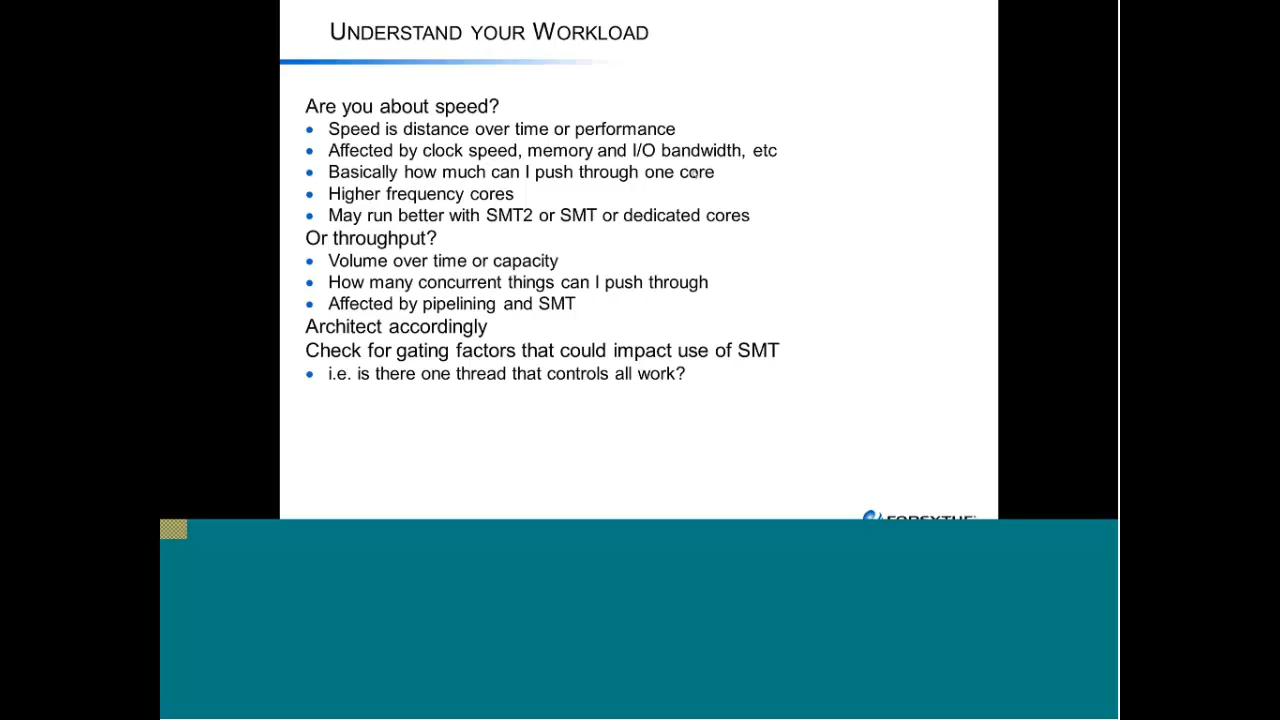 UNDERSTAND YOUR WORKLOAD
Are you about speed?
• Speed is distance over time or performance
• Affected by clock speed, memory and I/O bandwidth, etc
• Basically how much can I push through one core
• Higher frequency cores
• May run better with SMT2 or SMT or dedicated cores
Or throughput?
• Volume over time or capacity
• How many concurrent things can I push through
• Affected by pipelining and SMT
Architect accordingly
Check for gating factors that could impact use of SMT
• i.e. is there one thread that controls all work?
FORSYTHE